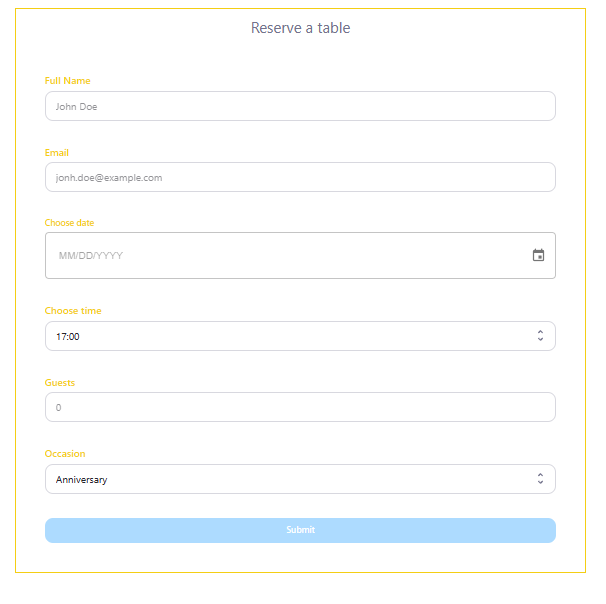 Reserve a table
Full Name
John Doe
Email
jonh.doe@example.com
Choose date
MM/DD/YYYY
Choose time
17:00
Guests
0
Occasion
Anniversary
Submit